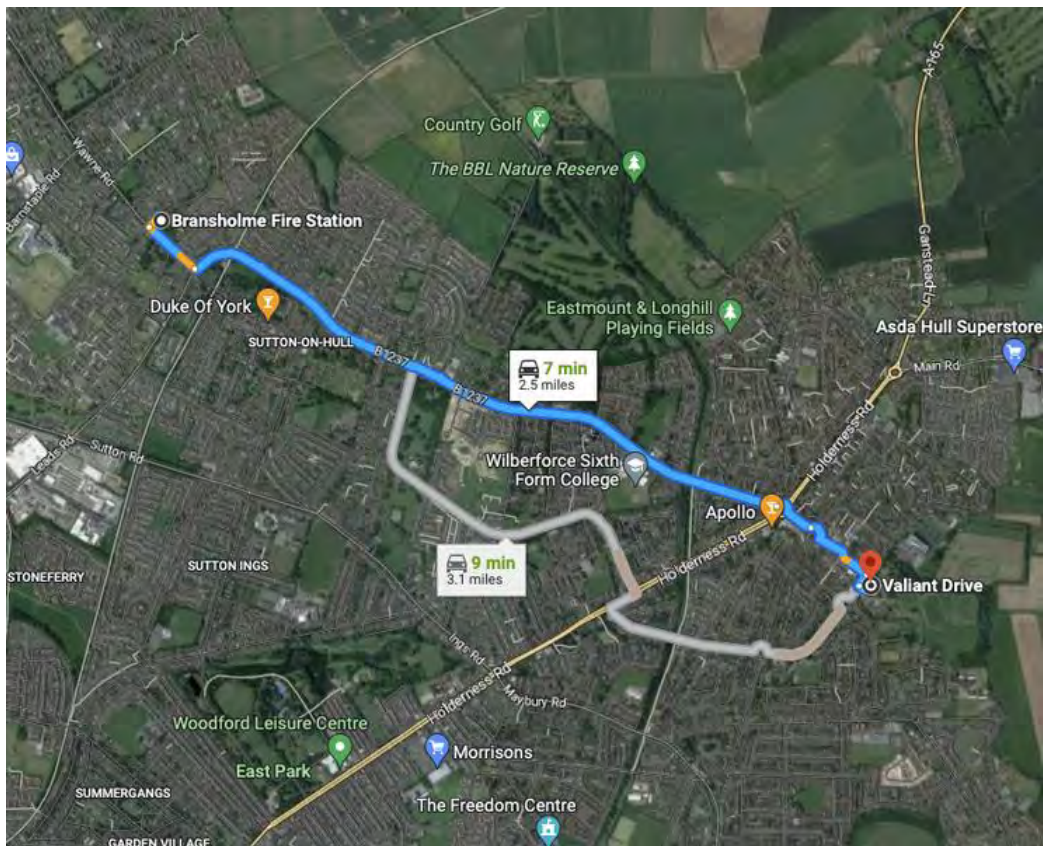 A165
Country Golf
The BBL Nature Reserve
Wawne Rd
Barnstaple Rd
Bransholme Fire Station
Ganstead Ln
Duke Of York
Eastmount & Longhill
Playing Fields
Asda Hull Superstore
SUTTON-ON-HULL
B1237
7 min
2.5 miles
Main Rd
B1237
Holderness Rd
Leads Rd
Sutton Rd
Wilberforce Sixth
Form College
Apollo
9 min
3.1 miles
Holderness Rd
STONEFERRY
SUTTON INGS
Valiant Drive
Ings Rd
Holderness Rd
Maybury Rd
Woodford Leisure Centre
Morrisons
East Park
SUMMERGANGS
The Freedom Centre
GARDEN VILLAGE